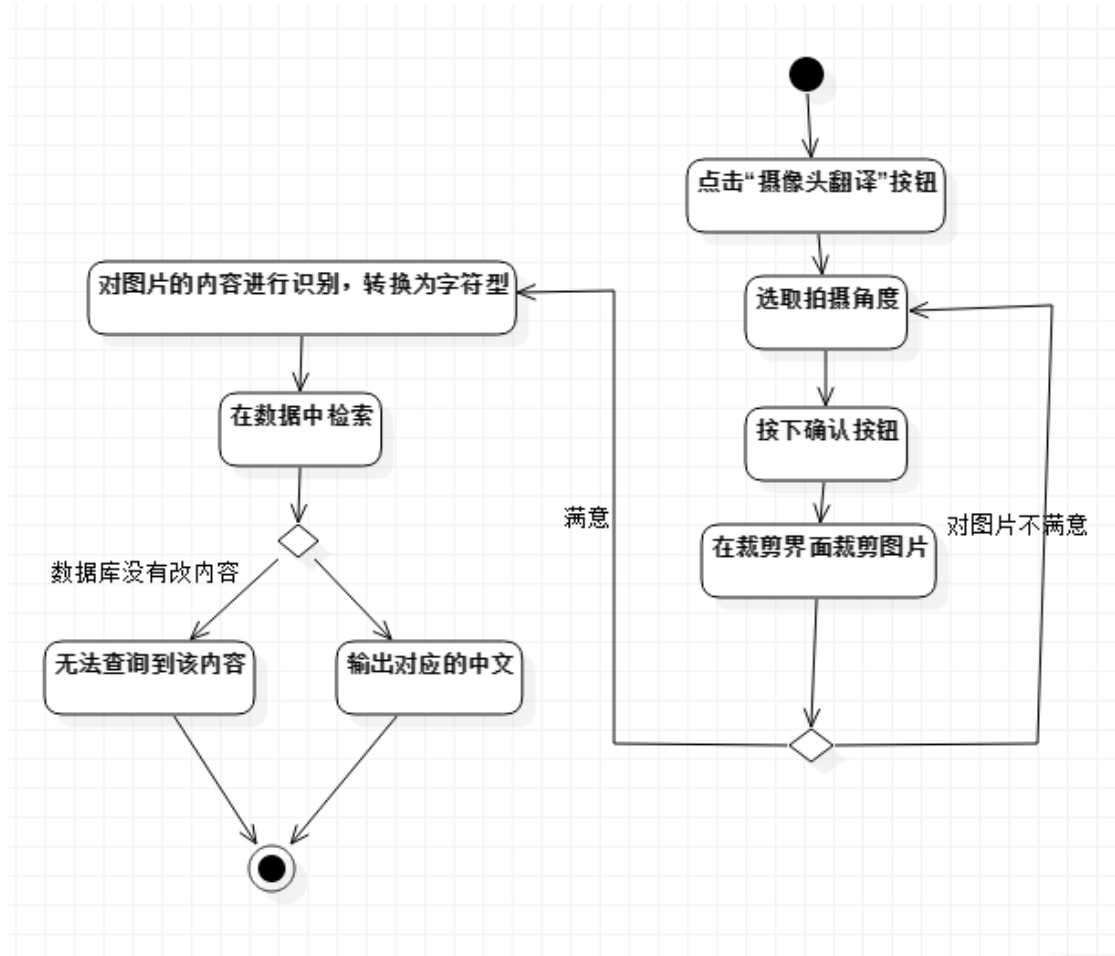 点击“摄像头翻译”按钮
选取拍摄角度
按下确认按钮
在裁剪界面裁剪图片
对图片不满意
满意
对图片的内容进行识别，转换为字符型
在数据中检索
数据库没有改内容
无法查询到该内容
输出对应的中文